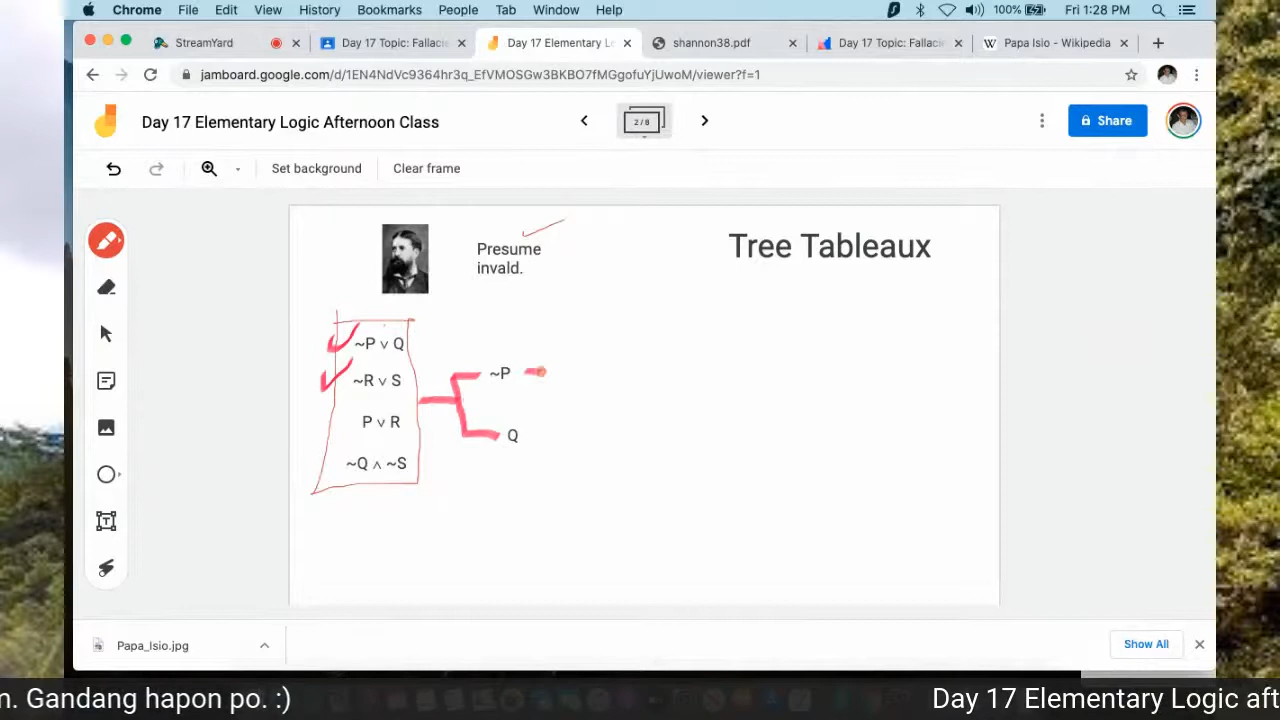 Chrome File Edit View History Bookmarks People Tab Window Help 100% Fri 1:28 PM
StreamYard Day 17 Topic: Fallacie Day 17 Elementary Lo shannon38.pdf Day 17 Topic: Fallacie Papa Isio - Wikipedia
jamboard.google.com/d/1EN4NdVc9364hr3q_EfVMOSGw3BKBO7fMGgofuYjUwoM/viewer?f=1
Day 17 Elementary Logic Afternoon Class 2 / 8 Share
Set background Clear frame
Presume
invald.
Tree Tableaux
~P ∨ Q
~R ∨ S
P ∨ R
~Q ∧ ~S
~P
Q
Papa_Isio.jpg Show All
m. Gandang hapon po. :) Day 17 Elementary Logic aft